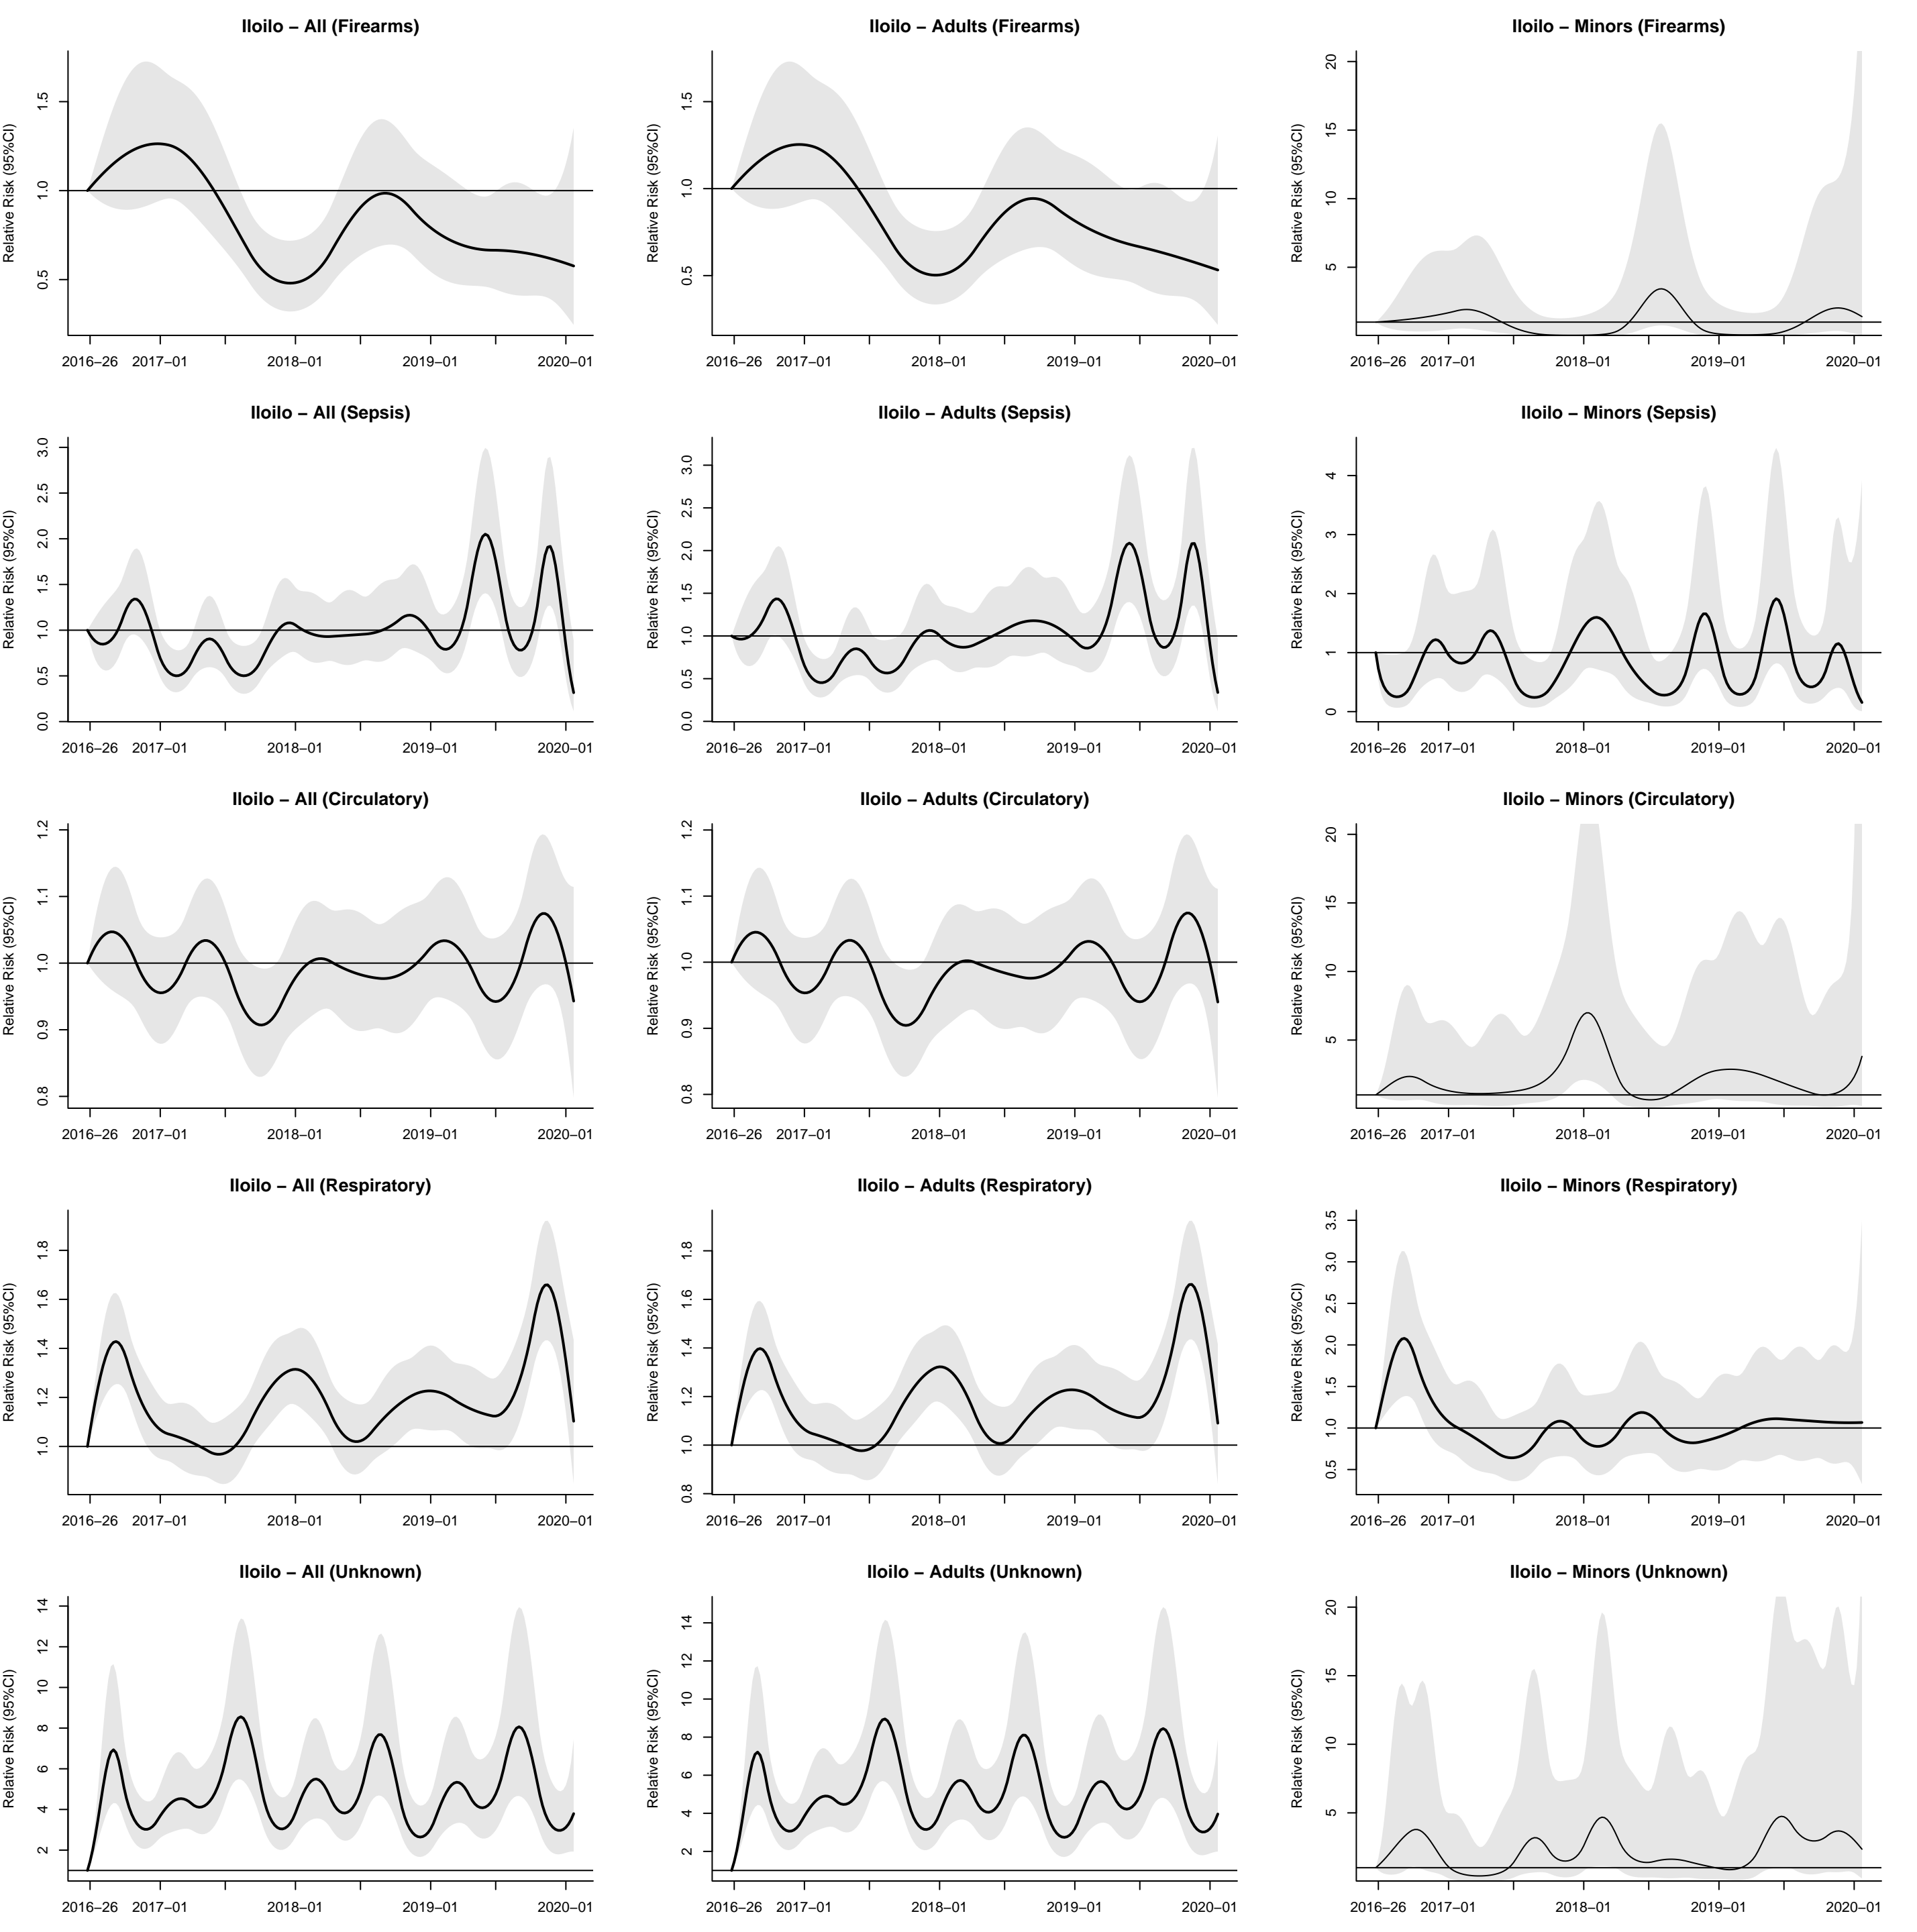 Iloilo – All (Firearms)
Relative Risk (95%CI)
0.5 1.0 1.5
2016–26 2017–01 2018–01 2019–01 2020–01
Iloilo – Adults (Firearms)
Relative Risk (95%CI)
0.5 1.0 1.5
2016–26 2017–01 2018–01 2019–01 2020–01
Iloilo – Minors (Firearms)
Relative Risk (95%CI)
5 10 15 20
2016–26 2017–01 2018–01 2019–01 2020–01
Iloilo – All (Sepsis)
Relative Risk (95%CI)
0.0 0.5 1.0 1.5 2.0 2.5 3.0
2016–26 2017–01 2018–01 2019–01 2020–01
Iloilo – Adults (Sepsis)
Relative Risk (95%CI)
0.0 0.5 1.0 1.5 2.0 2.5 3.0
2016–26 2017–01 2018–01 2019–01 2020–01
Iloilo – Minors (Sepsis)
Relative Risk (95%CI)
0 1 2 3 4
2016–26 2017–01 2018–01 2019–01 2020–01
Iloilo – All (Circulatory)
Relative Risk (95%CI)
0.8 0.9 1.0 1.1 1.2
2016–26 2017–01 2018–01 2019–01 2020–01
Iloilo – Adults (Circulatory)
Relative Risk (95%CI)
0.8 0.9 1.0 1.1 1.2
2016–26 2017–01 2018–01 2019–01 2020–01
Iloilo – Minors (Circulatory)
Relative Risk (95%CI)
5 10 15 20
2016–26 2017–01 2018–01 2019–01 2020–01
Iloilo – All (Respiratory)
Relative Risk (95%CI)
1.0 1.2 1.4 1.6 1.8
2016–26 2017–01 2018–01 2019–01 2020–01
Iloilo – Adults (Respiratory)
Relative Risk (95%CI)
0.8 1.0 1.2 1.4 1.6 1.8
2016–26 2017–01 2018–01 2019–01 2020–01
Iloilo – Minors (Respiratory)
Relative Risk (95%CI)
0.5 1.0 1.5 2.0 2.5 3.0 3.5
2016–26 2017–01 2018–01 2019–01 2020–01
Iloilo – All (Unknown)
Relative Risk (95%CI)
2 4 6 8 10 12 14
2016–26 2017–01 2018–01 2019–01 2020–01
Iloilo – Adults (Unknown)
Relative Risk (95%CI)
2 4 6 8 10 12 14
2016–26 2017–01 2018–01 2019–01 2020–01
Iloilo – Minors (Unknown)
Relative Risk (95%CI)
5 10 15 20
2016–26 2017–01 2018–01 2019–01 2020–01